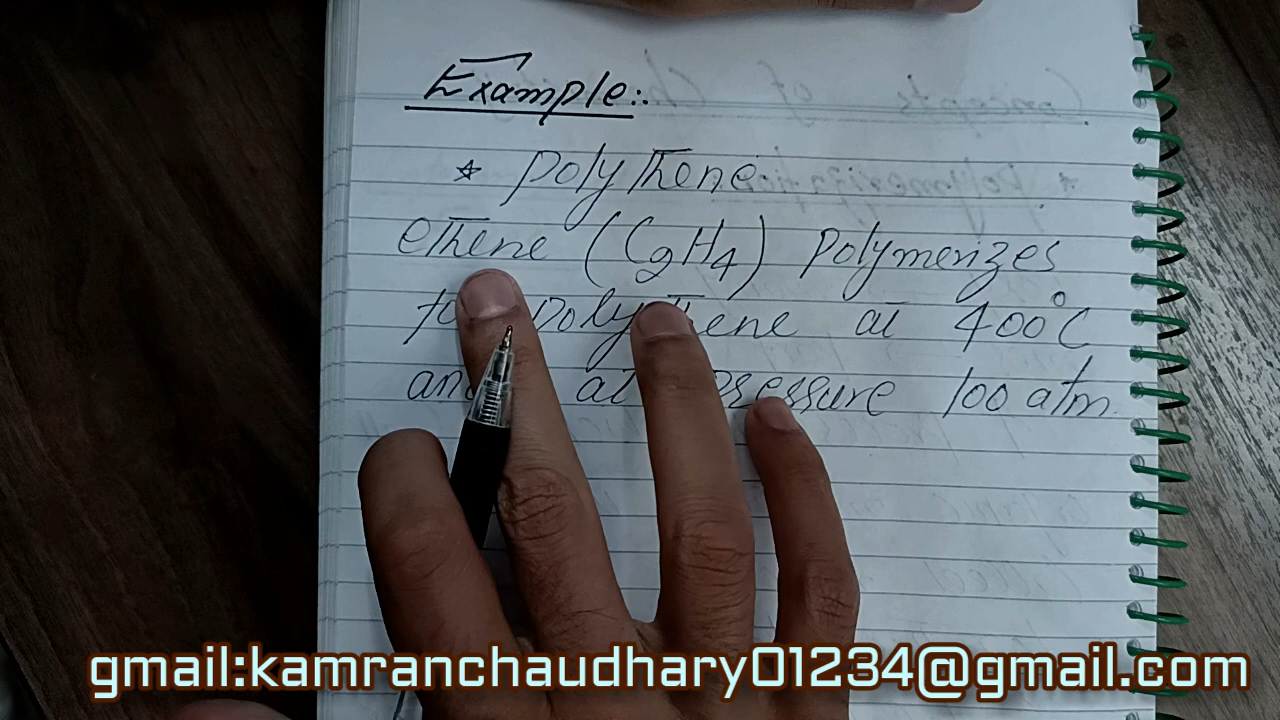 Example:.
* polythene:
ethene (C2H4) polymerizes
to polythene at 400°C
and at pressure 100 atm.
gmail:kamranchaudhary01234@gmail.com